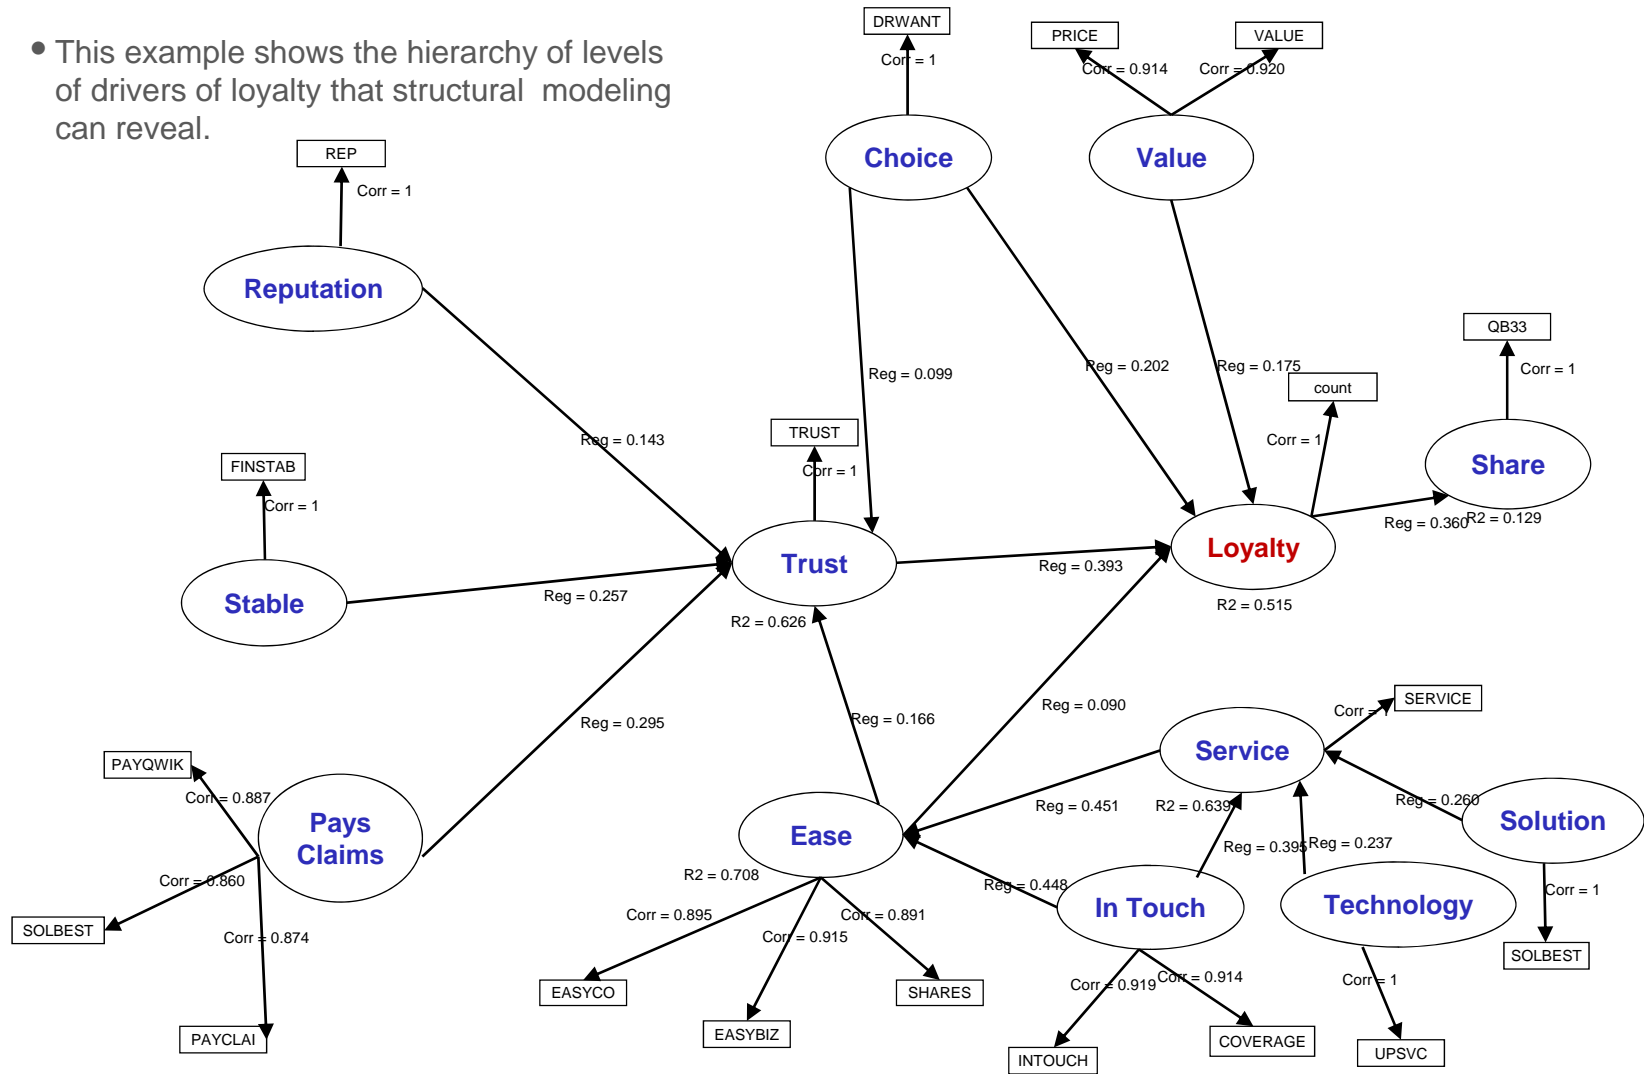 • This example shows the hierarchy of levels
of drivers of loyalty that structural modeling
can reveal.
DRWANT
Corr = 1
PRICE
VALUE
Corr = 0.914
Corr = 0.920
Choice
Value
REP
Corr = 1
Reputation
Reg = 0.143
Reg = 0.099
Reg = 0.202
Reg = 0.175
QB33
Corr = 1
count
Corr = 1
Share
R2 = 0.129
Reg = 0.360
FINSTAB
Corr = 1
Stable
Reg = 0.257
TRUST
Corr = 1
Trust
R2 = 0.626
Reg = 0.393
Loyalty
R2 = 0.515
Reg = 0.295
Reg = 0.166
Reg = 0.090
PAYQWIK
Corr = 0.887
Pays
Claims
Corr = 0.860
SOLBEST
Corr = 0.874
PAYCLAI
Ease
R2 = 0.708
Corr = 0.895
Corr = 0.915
Corr = 0.891
EASYCO
EASYBIZ
SHARES
SERVICE
Corr = 1
Service
Reg = 0.451
R2 = 0.639
Reg = 0.260
Solution
Reg = 0.395
Reg = 0.237
Reg = 0.448
In Touch
Technology
Corr = 1
SOLBEST
Corr = 0.919
Corr = 0.914
Corr = 1
INTOUCH
COVERAGE
UPSVC